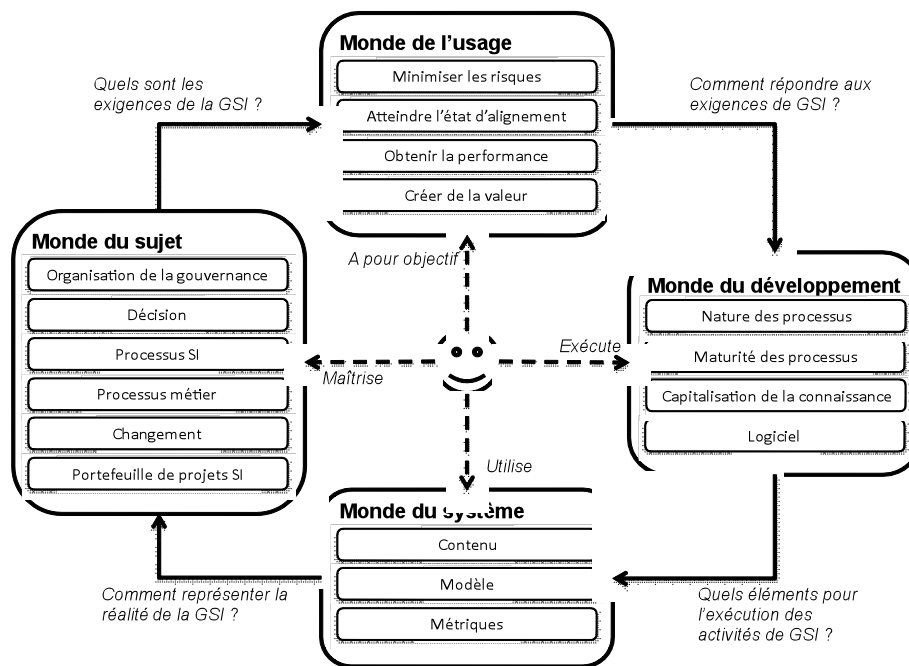 Monde de l'usage
Minimiser les risques
Atteindre l'état d'alignement
Obtenir la performance
Créer de la valeur
Quels sont les
exigences de la GSI ?
Comment répondre aux
exigences de GSI ?
Monde du sujet
Organisation de la gouvernance
Décision
Processus SI
Processus métier
Changement
Portefeuille de projets SI
A pour objectif
Maîtrise
Exécute
Utilise
Monde du développement
Nature des processus
Maturité des processus
Capitalisation de la connaissance
Logiciel
Monde du système
Contenu
Modèle
Métriques
Comment représenter la
réalité de la GSI ?
Quels éléments pour
l'exécution des
activités de GSI ?